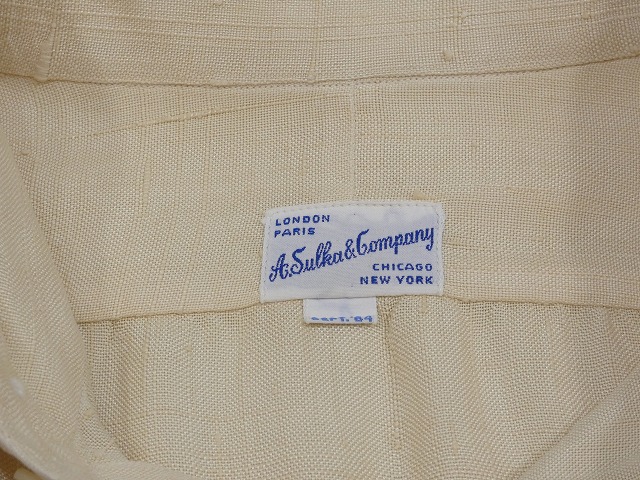 LONDON
PARIS
A. Sulka & Company
CHICAGO
NEW YORK